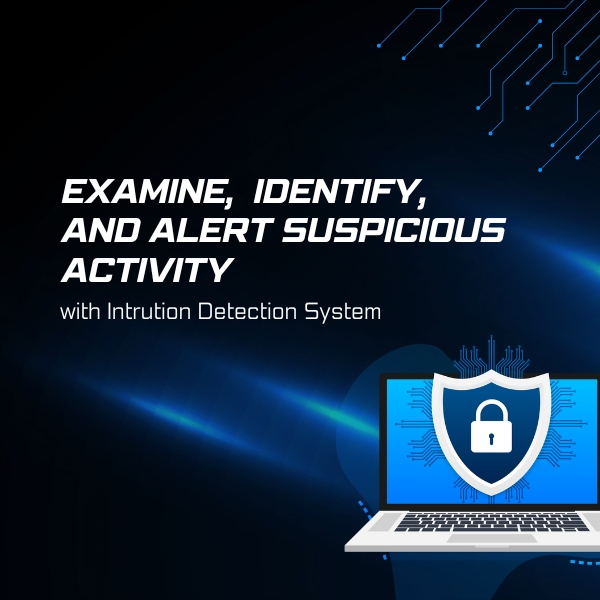 EXAMINE, IDENTIFY,
AND ALERT SUSPICIOUS
ACTIVITY
with Intrution Detection System